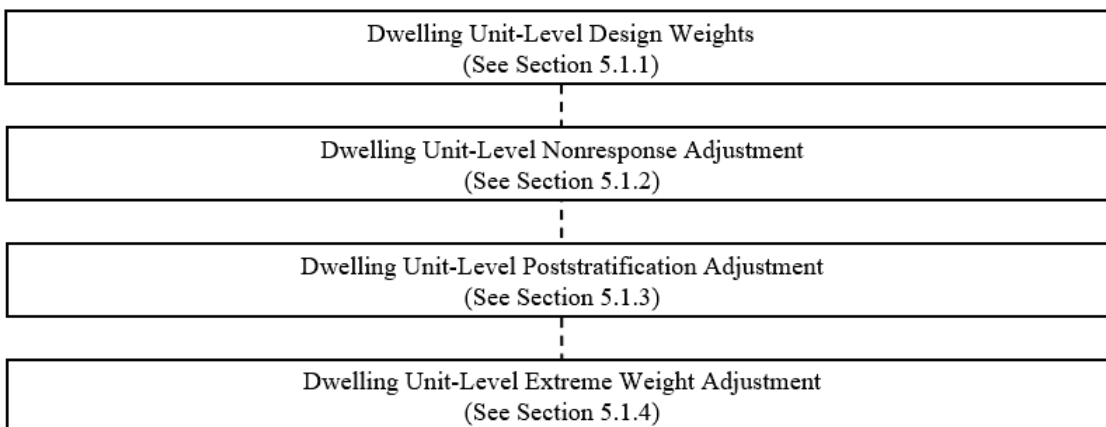 Dwelling Unit-Level Design Weights
(See Section 5.1.1)
Dwelling Unit-Level Nonresponse Adjustment
(See Section 5.1.2)
Dwelling Unit-Level Poststratification Adjustment
(See Section 5.1.3)
Dwelling Unit-Level Extreme Weight Adjustment
(See Section 5.1.4)